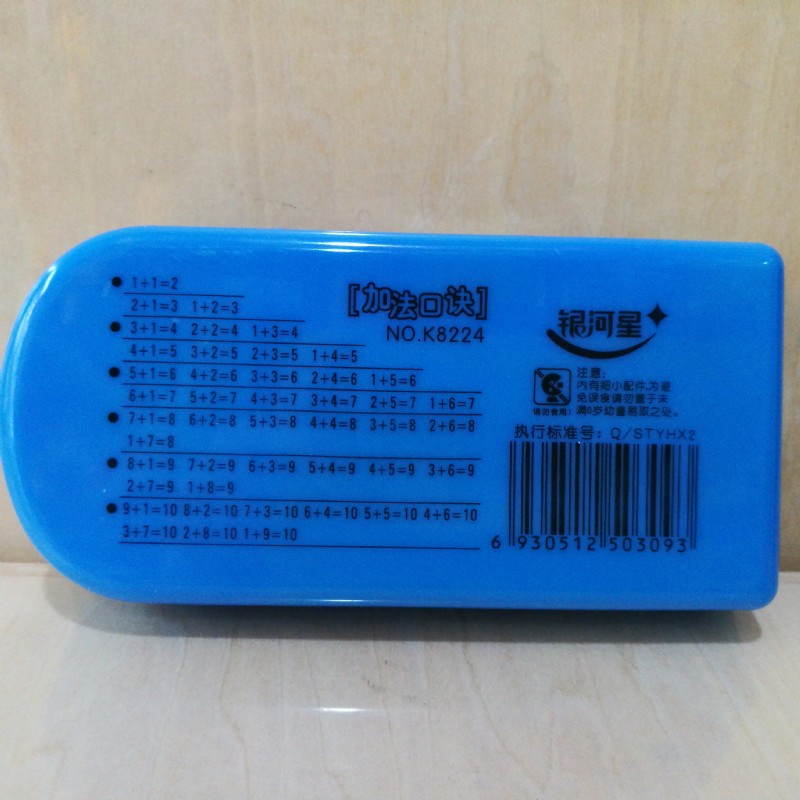 1+1=2
2+1=3 1+2=3
3+1=4 2+2=4 1+3=4
4+1=5 3+2=5 2+3=5 1+4=5
5+1=6 4+2=6 3+3=6 2+4=6 1+5=6
6+1=7 5+2=7 4+3=7 3+4=7 2+5=7 1+6=7
7+1=8 6+2=8 5+3=8 4+4=8 3+5=8 2+6=8
1+7=8
8+1=9 7+2=9 6+3=9 5+4=9 4+5=9 3+6=9
2+7=9 1+8=9
9+1=10 8+2=10 7+3=10 6+4=10 5+5=10 4+6=10
3+7=10 2+8=10 1+9=10
[加法口诀]
NO.K8224
银河星
请勿食用!
注意:
内有细小配件,为避
免误食请勿置于未
满6岁幼童易取之处。
执行标准号: Q/STYHX2
6 930512 503093